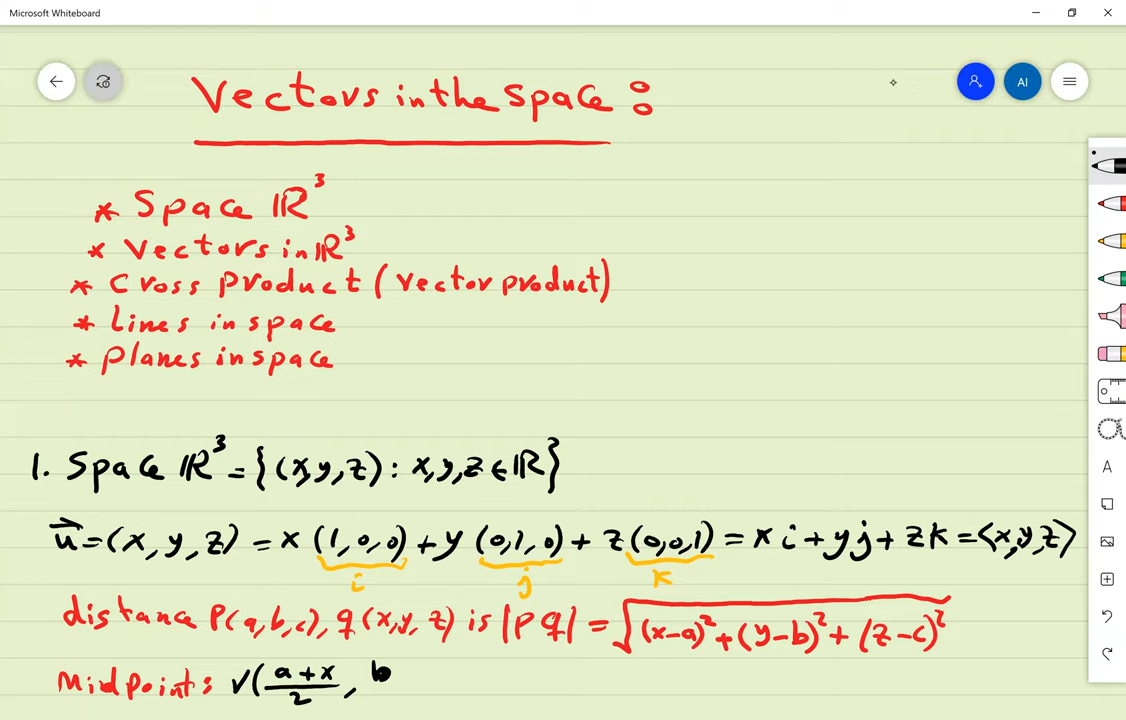 Microsoft Whiteboard
AI
Vectors in the space :
* Space ℝ³
* Vectors in ℝ³
* Cross product (vector product)
* Lines in space
* Planes in space
A
1. Space ℝ³ = {(x,y,z) : x,y,z ∈ ℝ}
u⃗ = (x, y, z) = x (1,0,0) + y (0,1,0) + z (0,0,1) = x i + y j + z k = <x,y,z>
i j k
distance P(a,b,c), q(x,y,z) is |pq| = √((x-a)² + (y-b)² + (z-c)²)
Midpoint: v((a+x)/2, b